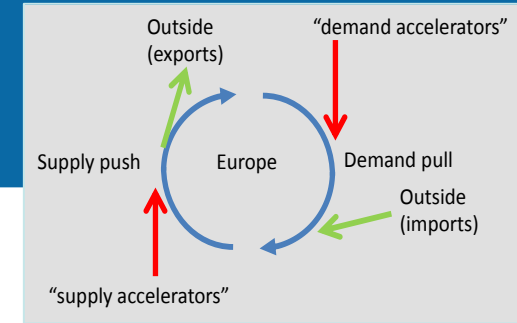 Outside
(exports)
“demand accelerators”
Supply push
Europe
Demand pull
Outside
(imports)
“supply accelerators”